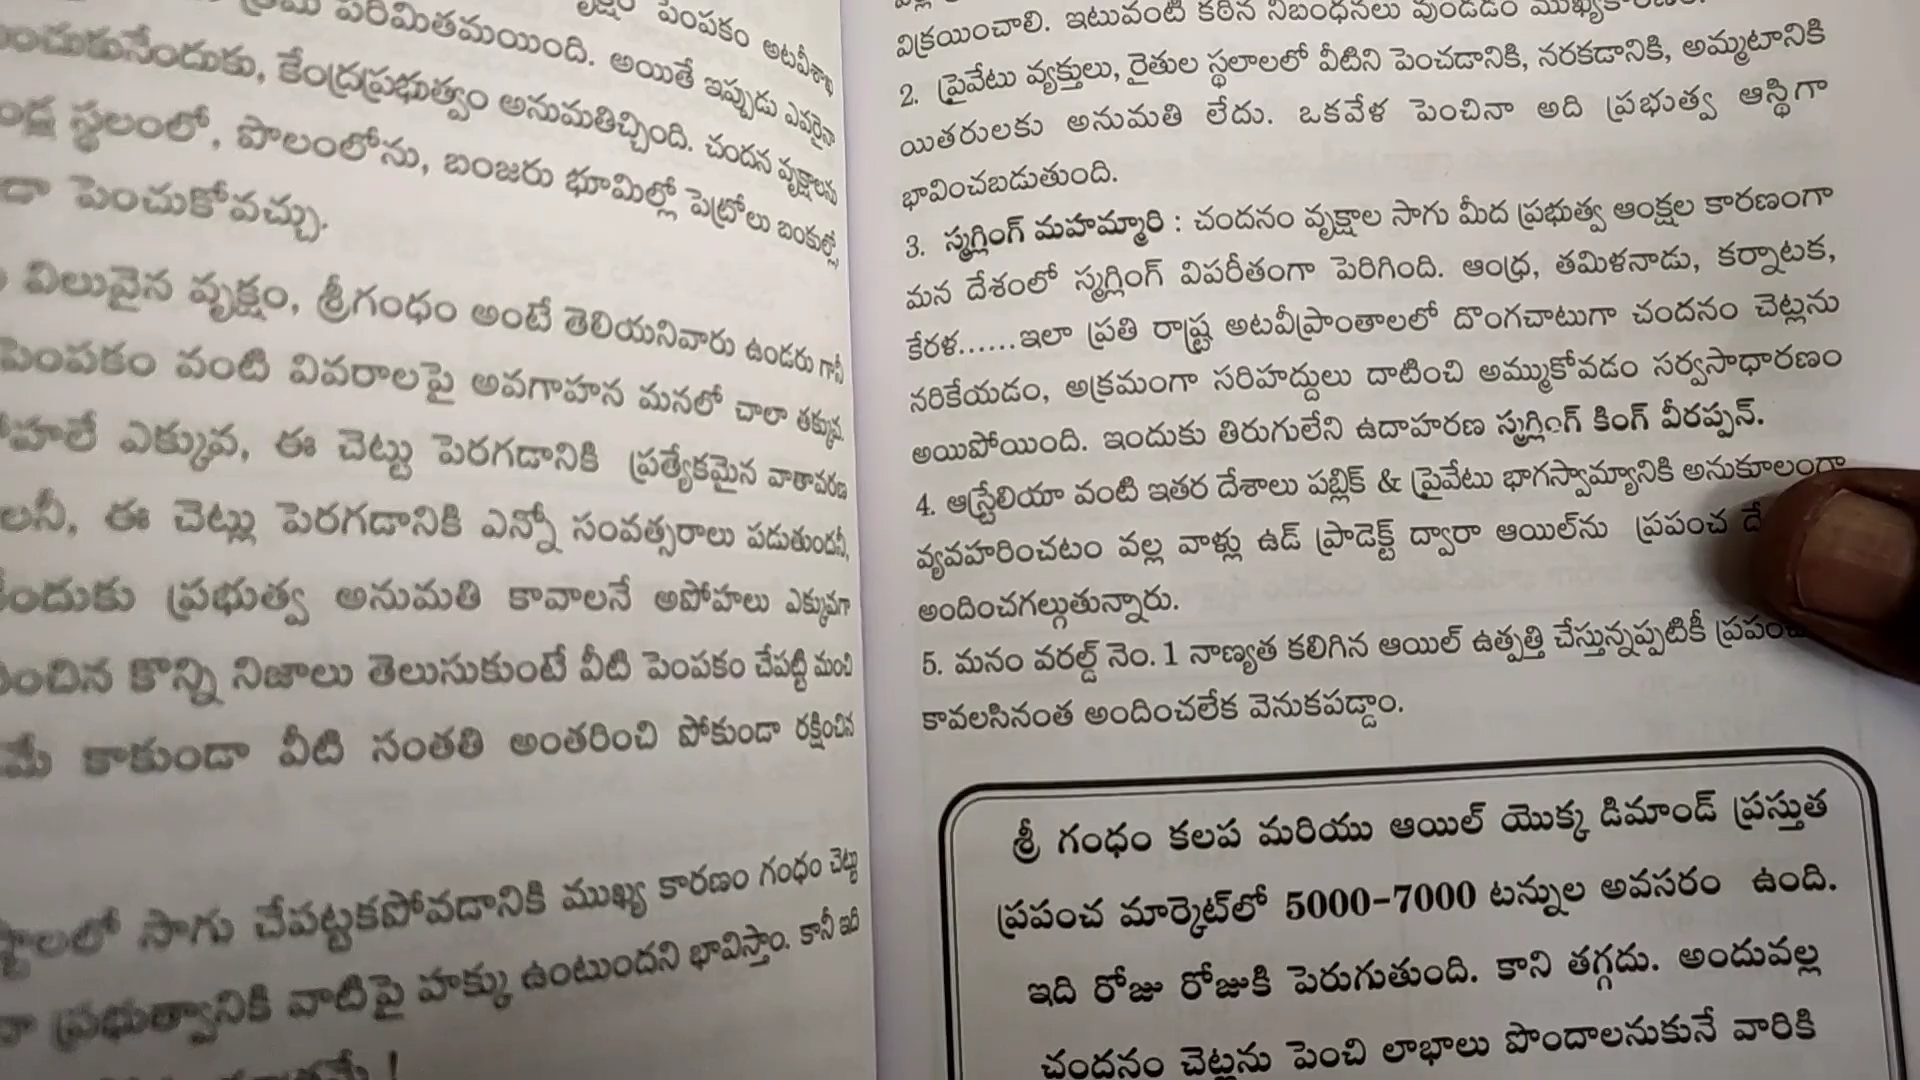 పరిమితమయింది. అయితే ఇప్పుడు ఎవరైనా
కేంద్రప్రభుత్వం అనుమతిచ్చింది. చందన వృక్షాలను
స్థలంలో, పొలంలోను, బంజరు భూమిల్లో పెట్రోలు బంకుల్లో,
పెంచుకోవచ్చు.
విలువైన వృక్షం, శ్రీగంధం అంటే తెలియనివారు ఉండరు గానీ
పెంపకం వంటి వివరాలపై అవగాహన మనలో చాలా తక్కువ.
ఎక్కువ, ఈ చెట్టు పెరగడానికి ప్రత్యేకమైన వాతావరణ
ఈ చెట్లు పెరగడానికి ఎన్నో సంవత్సరాలు పడుతుందనీ,
ప్రభుత్వ అనుమతి కావాలనే అపోహలు ఎక్కువగా
కొన్ని నిజాలు తెలుసుకుంటే వీటి పెంపకం చేపట్టి మంచి
కాకుండా వీటి సంతతి అంతరించి పోకుండా రక్షించిన
సాగు చేపట్టకపోవడానికి ముఖ్య కారణం గంధం చెట్టు
ప్రభుత్వానికి వాటిపై హక్కు ఉంటుందని భావిస్తాం. కానీ ఇది
విక్రయించాలి. ఇటువంటి కఠిన నిబంధనలు వుండడం
2. ప్రైవేటు వ్యక్తులు, రైతుల స్థలాలలో వీటిని పెంచడానికి, నరకడానికి, అమ్మటానికి
యితరులకు అనుమతి లేదు. ఒకవేళ పెంచినా అది ప్రభుత్వ ఆస్థిగా
భావించబడుతుంది.
3. స్మగ్లింగ్ మహమ్మారి : చందనం వృక్షాల సాగు మీద ప్రభుత్వ ఆంక్షల కారణంగా
మన దేశంలో స్మగ్లింగ్ విపరీతంగా పెరిగింది. ఆంధ్ర, తమిళనాడు, కర్నాటక,
కేరళ......ఇలా ప్రతి రాష్ట్ర అటవీప్రాంతాలలో దొంగచాటుగా చందనం చెట్లను
నరికేయడం, అక్రమంగా సరిహద్దులు దాటించి అమ్ముకోవడం సర్వసాధారణం
అయిపోయింది. ఇందుకు తిరుగులేని ఉదాహరణ స్మగ్లింగ్ కింగ్ వీరప్పన్.
4. ఆస్ట్రేలియా వంటి ఇతర దేశాలు పబ్లిక్ & ప్రైవేటు భాగస్వామ్యానికి అనుకూలంగా
వ్యవహరించటం వల్ల వాళ్లు ఉడ్ ప్రొడెక్ట్ ద్వారా ఆయిల్‌ను ప్రపంచ
అందించగల్గుతున్నారు.
5. మనం వరల్డ్ నెం. 1 నాణ్యత కలిగిన ఆయిల్ ఉత్పత్తి చేస్తున్నప్పటికీ
కావలసినంత అందించలేక వెనుకపడ్డాం.
శ్రీ గంధం కలప మరియు ఆయిల్ యొక్క డిమాండ్ ప్రస్తుత
ప్రపంచ మార్కెట్‌లో 5000-7000 టన్నుల అవసరం ఉంది.
ఇది రోజు రోజుకి పెరుగుతుంది. కాని తగ్గదు. అందువల్ల
చందనం చెట్లను పెంచి లాభాలు పొందాలనుకునే వారికి